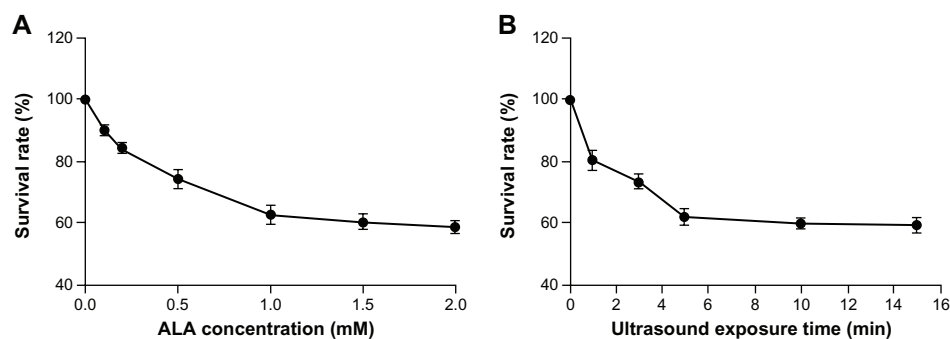 A
120
100
80
60
40
Survival rate (%)
0.0 0.5 1.0 1.5 2.0
ALA concentration (mM)
B
120
100
80
60
40
Survival rate (%)
0 2 4 6 8 10 12 14 16
Ultrasound exposure time (min)